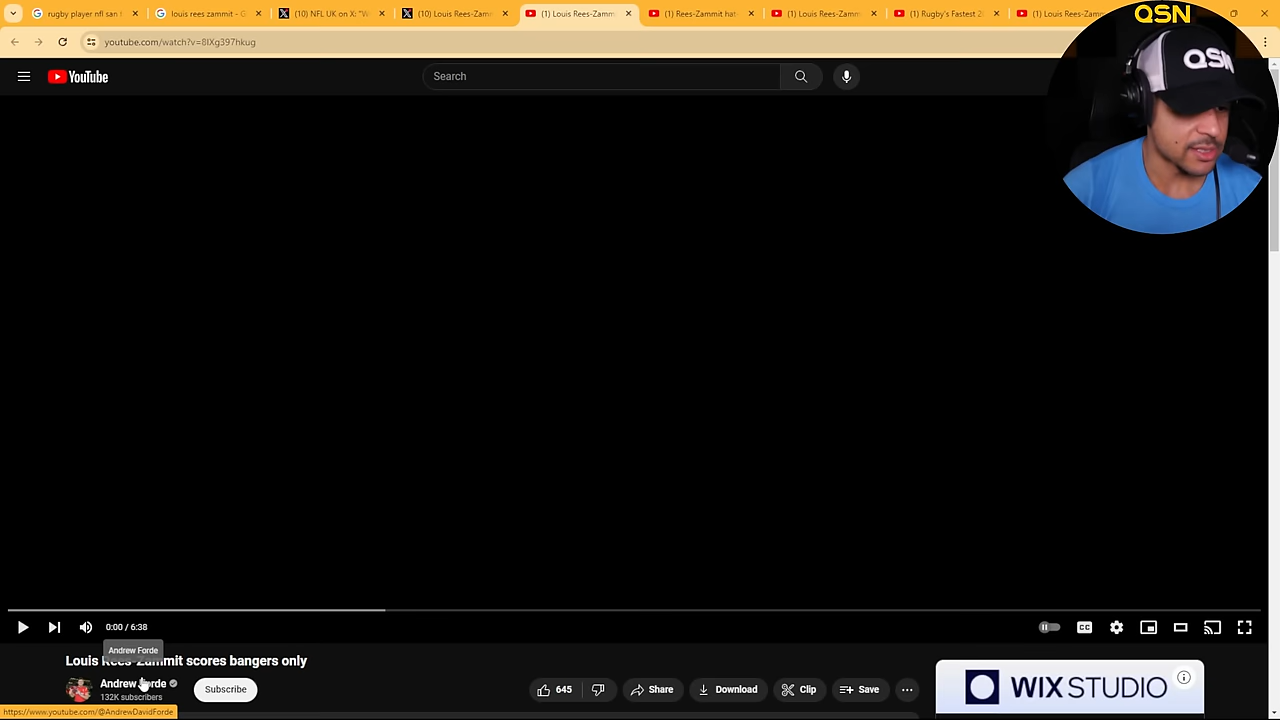 rugby player nfl san f
louis rees zammit - G
(10) NFL UK on X: "W
(10) Louis Rees-Zam
(1) Louis Rees-Zamm
(1) Rees-Zammit hat
(1) Louis Rees-Zamm
(1) Rugby's Fastest 2
(1) Louis Rees-Zam
QSN
youtube.com/watch?v=8lXg397hkug
QSN
YouTube
Search
0:00 / 6:38
CC
Andrew Forde
Louis Rees-Zammit scores bangers only
Andrew Forde
132K subscribers
Subscribe
645
Share
Download
Clip
Save
WIX STUDIO
https://www.youtube.com/@AndrewDavidForde